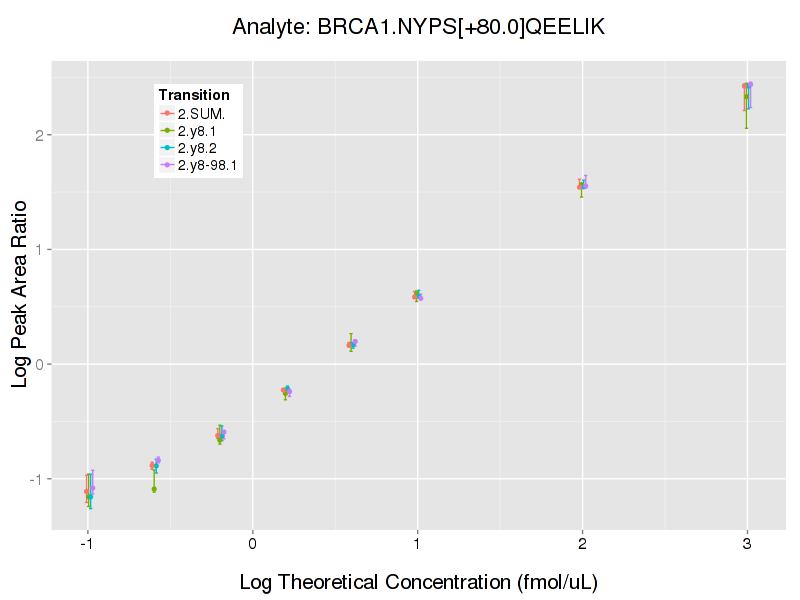 Analyte: BRCA1.NYPS[+80.0]QEELIK
Transition
2.SUM.
2.y8.1
2.y8.2
2.y8-98.1
Log Peak Area Ratio
2
1
0
-1
-1 0 1 2 3
Log Theoretical Concentration (fmol/uL)